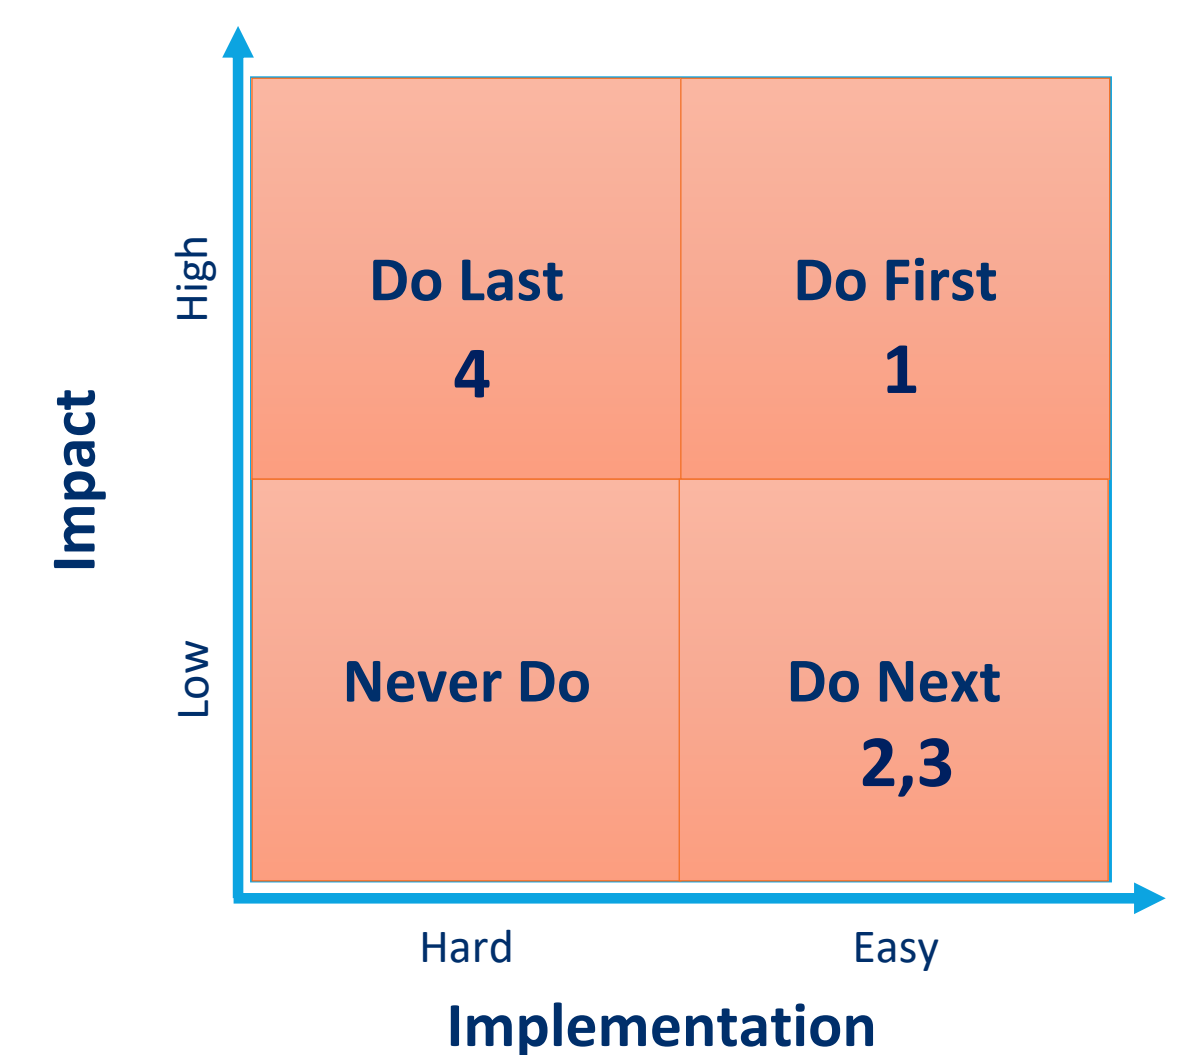 High
Do Last
Do First
4
1
Impact
Low
Never Do
Do Next
2,3
Hard
Easy
Implementation